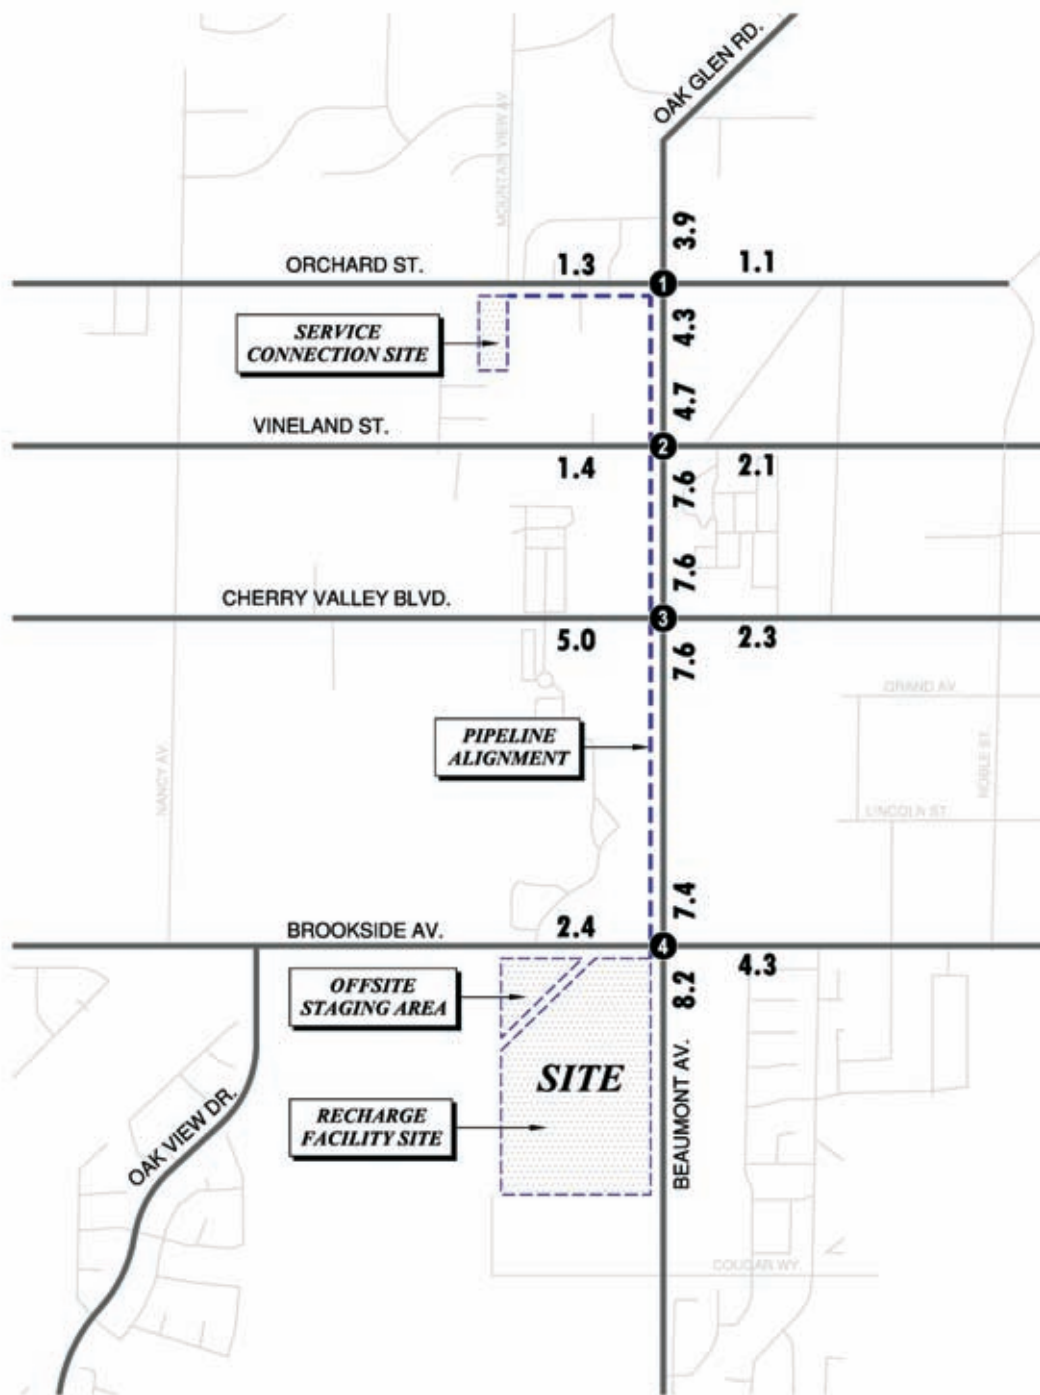 OAK GLEN RD.
MOUNTAIN VIEW AV
3.9
ORCHARD ST.
1.3
1.1
1
SERVICE
CONNECTION SITE
4.3
4.7
VINELAND ST.
2
1.4
2.1
7.6
7.6
CHERRY VALLEY BLVD.
3
5.0
2.3
7.6
GRAND AV
PIPELINE
ALIGNMENT
NANCY AV.
NOBLE ST.
LINCOLN ST.
7.4
BROOKSIDE AV.
2.4
4
4.3
8.2
OFFSITE
STAGING AREA
SITE
BEAUMONT AV.
OAK VIEW DR.
RECHARGE
FACILITY SITE
COUGAR WY.